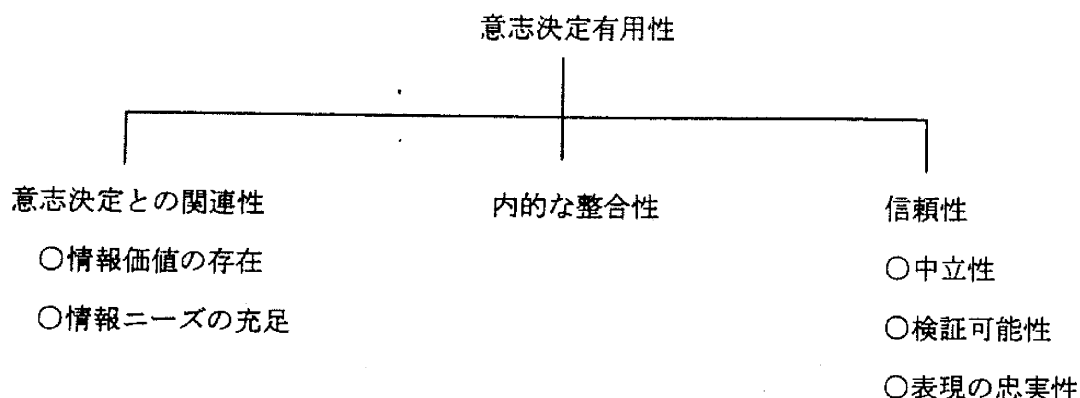 意志決定有用性
意志決定との関連性
○情報価値の存在
○情報ニーズの充足
内的な整合性
信頼性
○中立性
○検証可能性
○表現の忠実性